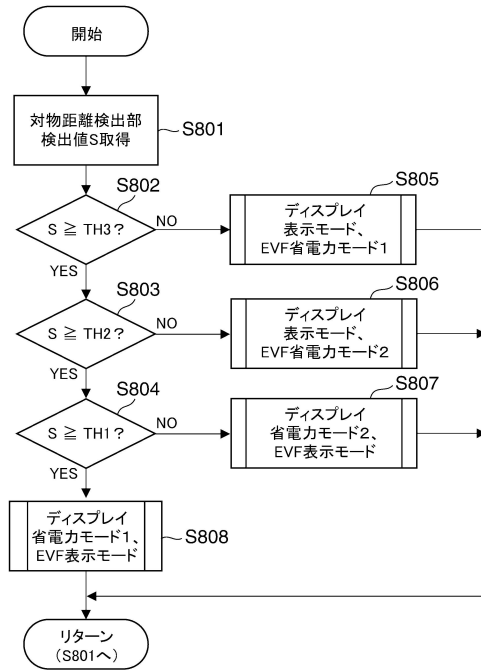 開始
対物距離検出部
検出値S取得
S801
S802
S ≧ TH3？
NO
YES
S805
ディスプレイ
表示モード、
EVF省電力モード1
S803
S ≧ TH2？
NO
YES
S806
ディスプレイ
表示モード、
EVF省電力モード2
S804
S ≧ TH1？
NO
YES
S807
ディスプレイ
省電力モード2、
EVF表示モード
ディスプレイ
省電力モード1、
EVF表示モード
S808
リターン
（S801へ）